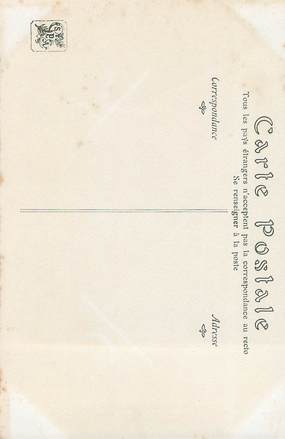 Carte Postale
Tous les pays étrangers n'acceptent pas la correspondance au recto
Se renseigner à la poste
Correspondance
Adresse